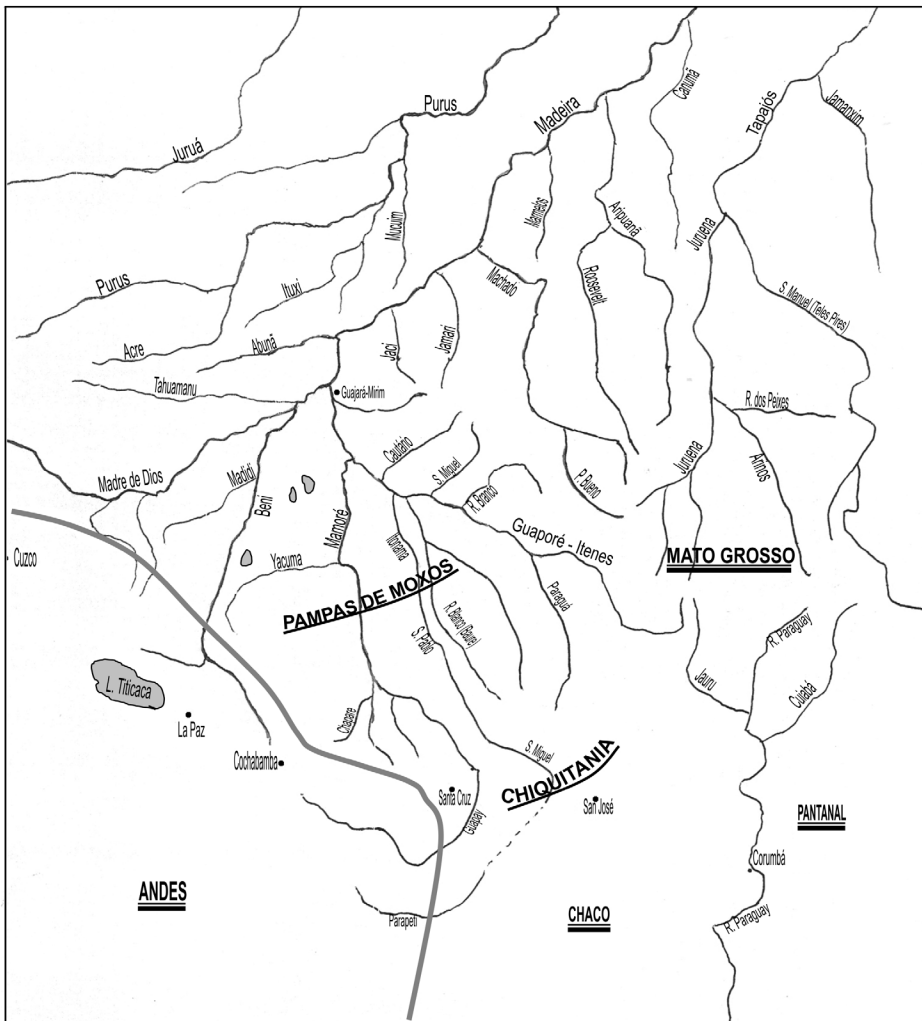 Canumã
Purus
Madeira
Tapajós
Jamanxim
Juruá
Mucuim
Marmelos
Aripuanã
Juruena
Purus
Ituxi
Machado
Roosevelt
S. Manuel (Teles Pires)
Acre
Abunã
Jaci
Jamari
Tahuamanu
Guajará-Mirim
R. dos Peixes
Cautário
S. Miguel
Juruena
Arinos
Madre de Dios
Madidi
Beni
Mamoré
R. Branco
P. Bueno
Guaporé - Itenes
Cuzco
Yacuma
Itonama
MATO GROSSO
PAMPAS DE MOXOS
Paraguá
R. Branco (Baures)
S. Pablo
R. Paraguay
L. Titicaca
Jauru
Cuiabá
La Paz
Chapare
Cochabamba
S. Miguel
CHIQUITANIA
Santa Cruz
San José
Guapay
PANTANAL
Corumbá
ANDES
Parapetí
CHACO
R. Paraguay